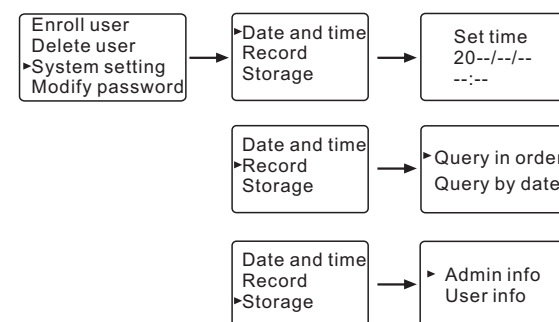 Enroll user
Delete user
▸System setting
Modify password
▸Date and time
Record
Storage
Set time
20--/--/--
--:--
Date and time
▸Record
Storage
▸Query in order
Query by date
Date and time
Record
▸Storage
▸ Admin info
User info